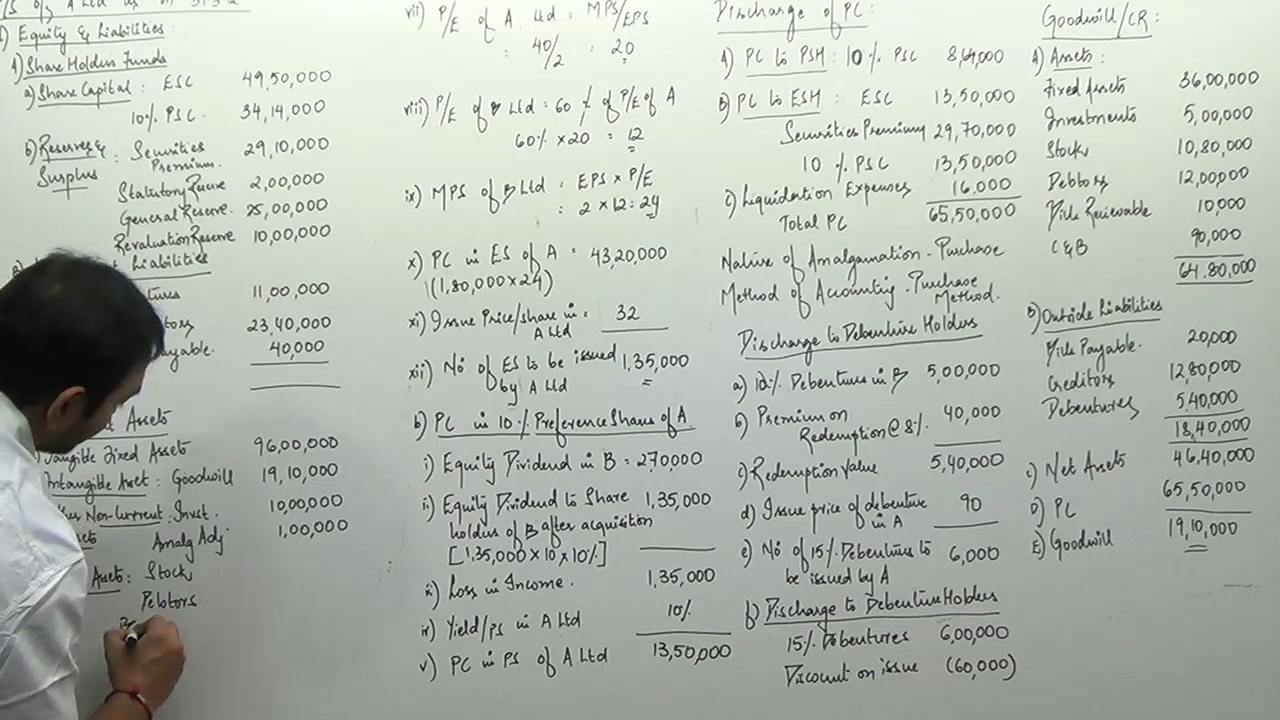 I) Equity & Liabilities
A) Share Holders Funds
a) Share Capital : ESC 49,50,000
10% PSC. 34,14,000
b) Reserves & Surplus : Securities Premium. 29,10,000
Statutory Reserve 2,00,000
General Reserve. 25,00,000
Revaluation Reserve 10,00,000
Liabilities
11,00,000
23,40,000
Payable. 40,000
Assets
Tangible Fixed Assets 96,00,000
Intangible Asset : Goodwill 19,10,000
Non-Current : Invst. 10,00,000
Amalg Adj 1,00,000
Assets : Stock
Debtors
vii) P/E of A Ltd = MPS/EPS
: 40/2 : 20
viii) P/E of B Ltd = 60% of P/E of A
60% × 20 = 12
ix) MPS of B Ltd = EPS × P/E
: 2 × 12 = 24
x) PC in ES of A = 43,20,000
(1,80,000 × 24)
xi) Issue Price/share in A Ltd = 32
xii) No of ES to be issued by A Ltd 1,35,000
b) PC in 10% Preference Shares of A
i) Equity Dividend in B = 270,000
ii) Equity Dividend to Share 1,35,000
holders of B after acquisition
[1,35,000 × 10 × 10%]
iii) Loss in Income. 1,35,000
iv) Yield/ps in A Ltd 10%
v) PC in PS of A Ltd 13,50,000
Discharge of PC :
A) PC to PSH : 10% PSC 8,64,000
B) PC to ESH : ESC 13,50,000
Securities Premium 29,70,000
10% PSC 13,50,000
c) Liquidation Expenses 16,000
Total PC 65,50,000
Nature of Amalgamation - Purchase
Method of Accounting - Purchase Method.
Discharge to Debenture Holders
a) 10% Debentures in B 5,00,000
b) Premium on Redemption @ 8% 40,000
c) Redemption Value 5,40,000
d) Issue price of debenture in A 90
e) No of 15% Debentures to be issued by A 6,000
f) Discharge to Debenture Holders
15% Debentures 6,00,000
Discount on issue (60,000)
Goodwill/CR :
A) Assets :
Fixed Assets 36,00,000
Investments 5,00,000
Stock 10,80,000
Debtors 12,00,000
Bills Receivable 10,000
C & B 90,000
64,80,000
B) Outside Liabilities
Bills Payable. 20,000
Creditors 12,80,000
Debentures 5,40,000
18,40,000
c) Net Assets 46,40,000
D) PC 65,50,000
E) Goodwill 19,10,000